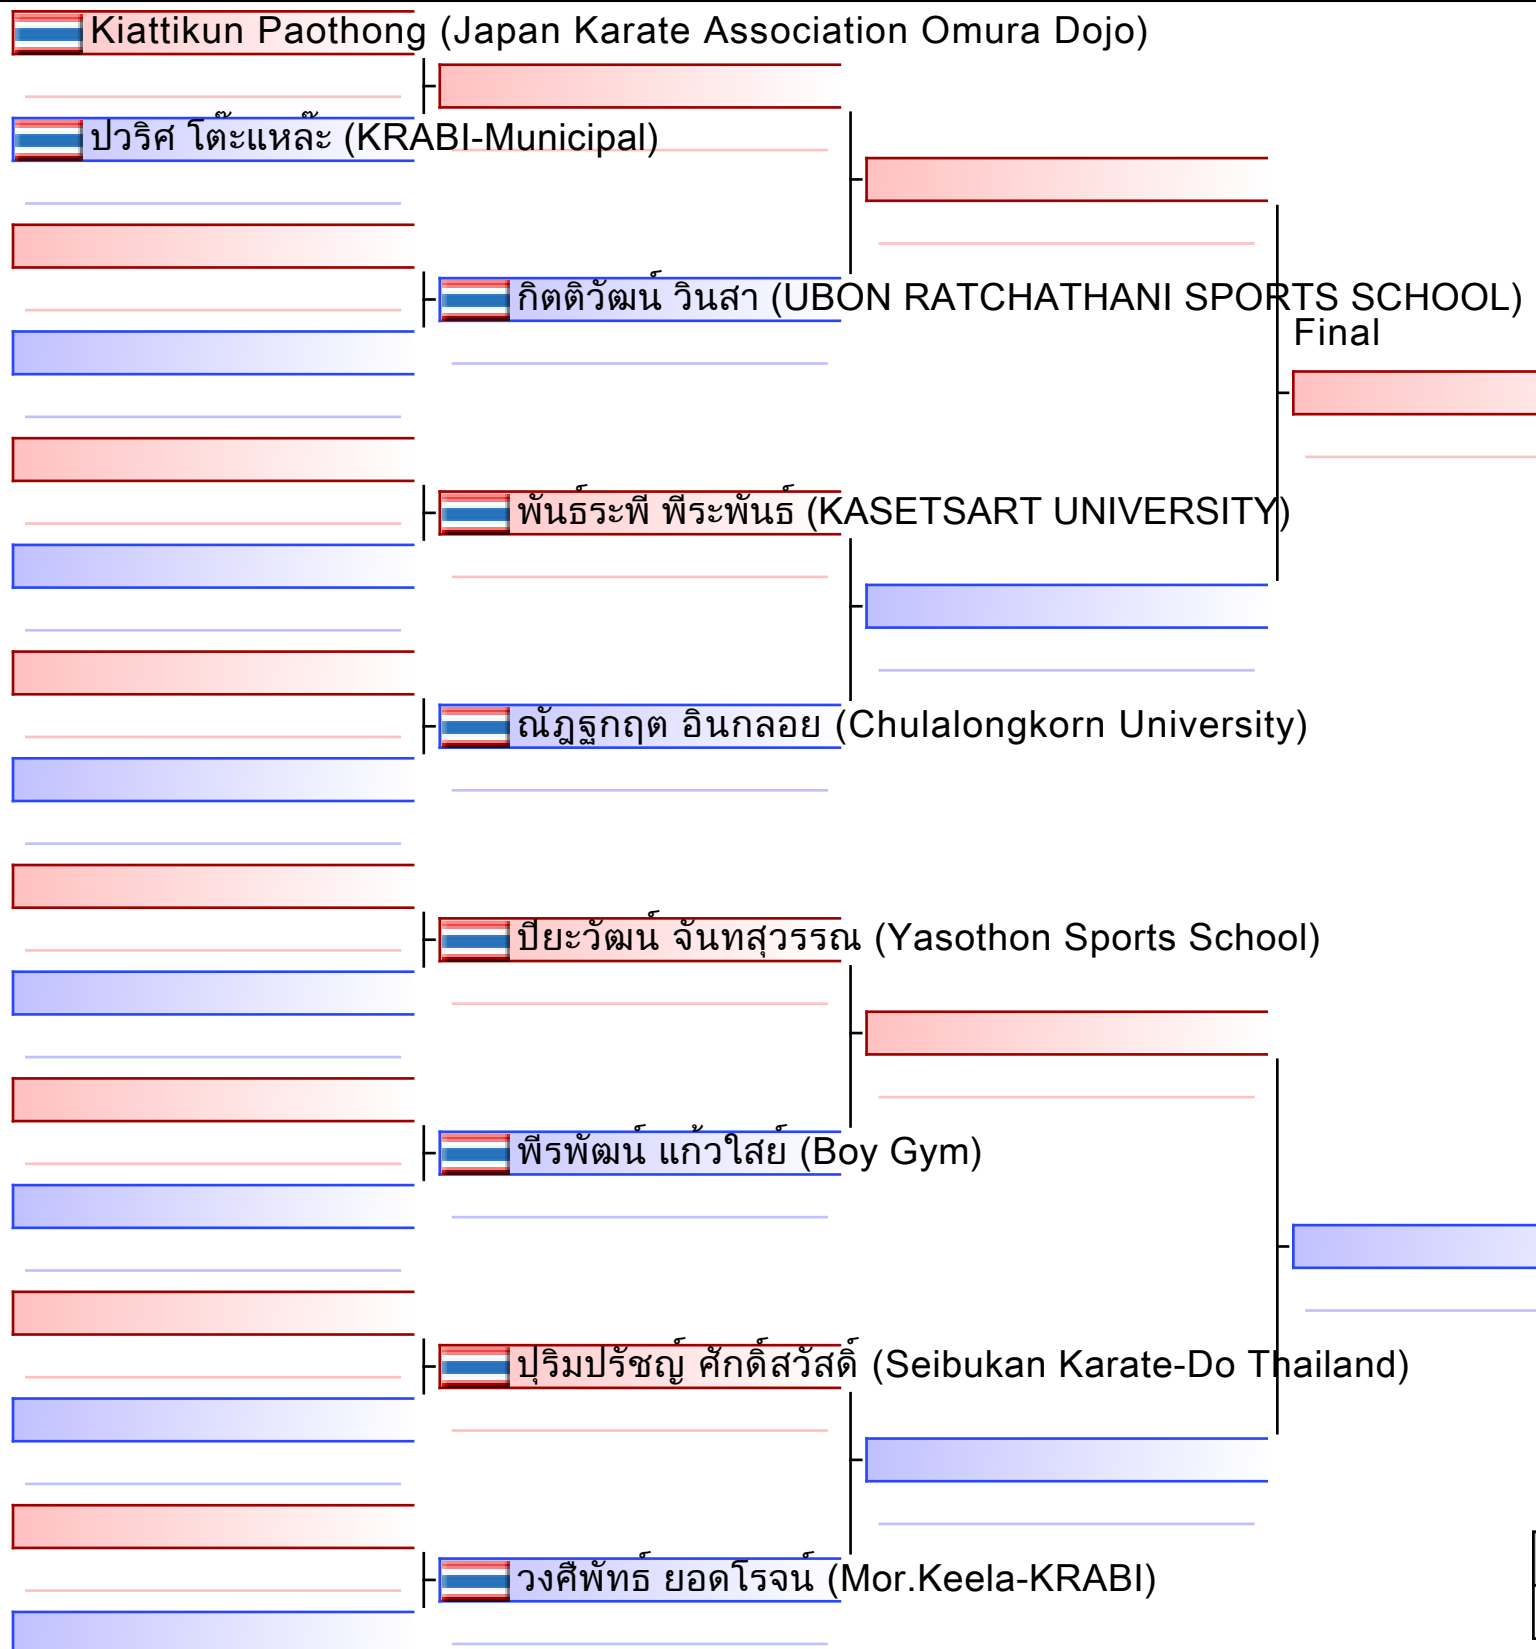 Kiattikun Paothong (Japan Karate Association Omura Dojo)
ปวริศ โต๊ะแหล๊ะ (KRABI-Municipal)
กิตติวัฒน์ วินสา (UBON RATCHATHANI SPORTS SCHOOL)
Final
พันธ์ระพี พีระพันธ์ (KASETSART UNIVERSITY)
ณัฎฐกฤต อินกลอย (Chulalongkorn University)
ปิยะวัฒน์ จันทสุวรรณ (Yasothon Sports School)
พีรพัฒน์ แก้วใสย์ (Boy Gym)
ปุริมปรัชญ์ ศักดิ์สวัสดิ์ (Seibukan Karate-Do Thailand)
วงศ์พัทธ์ ยอดโรจน์ (Mor.Keela-KRABI)